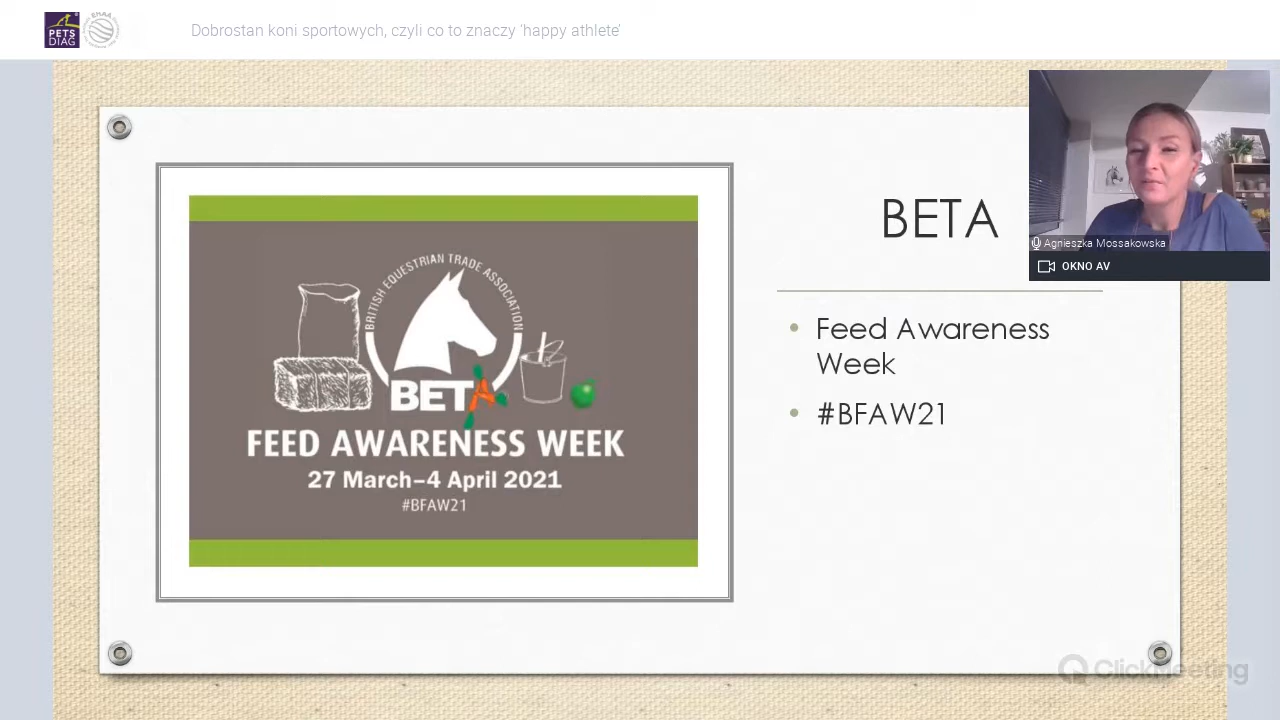 PETS
DIAG
EHAA
Dobrostan koni sportowych, czyli co to znaczy 'happy athlete'
BRITISH EQUESTRIAN TRADE ASSOCIATION
BETA
FEED AWARENESS WEEK
27 March–4 April 2021
#BFAW21
BETA
• Feed Awareness
Week
• #BFAW21
Agnieszka Mossakowska
OKNO AV
ClickMeeting